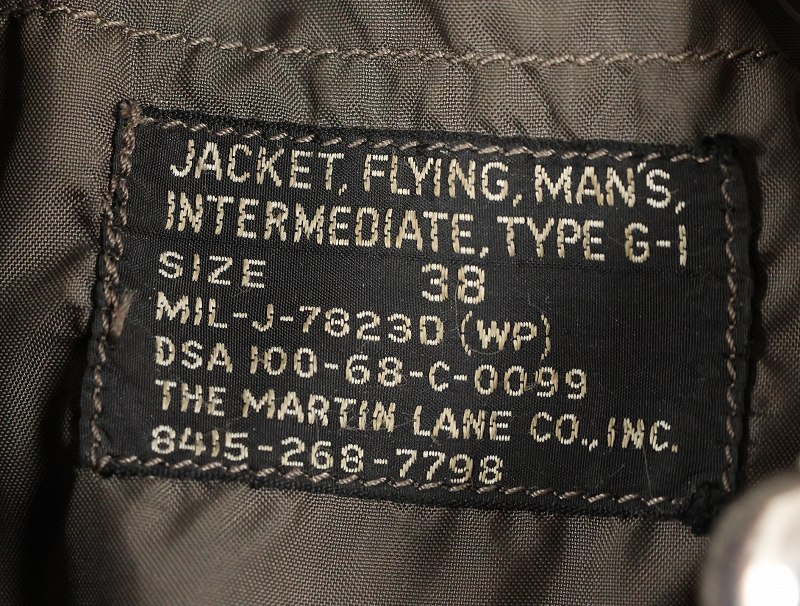 JACKET, FLYING, MAN'S,
INTERMEDIATE, TYPE G-1
SIZE 38
MIL-J-7823D (WP)
DSA 100-68-C-0099
THE MARTIN LANE CO., INC.
8415-268-7798